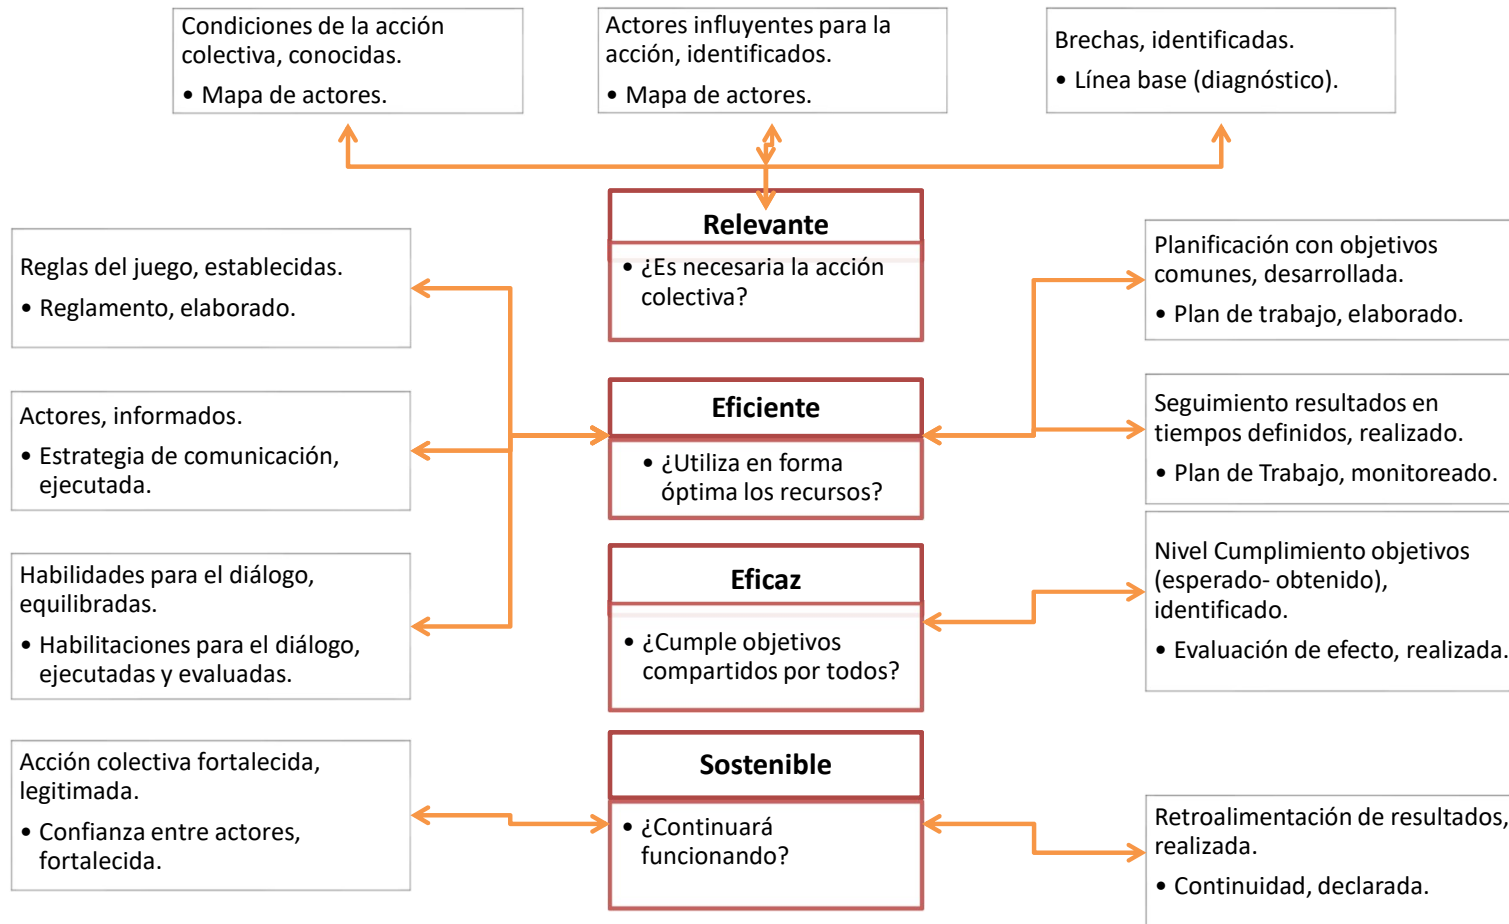 Condiciones de la acción
colectiva, conocidas.
• Mapa de actores.
Actores influyentes para la
acción, identificados.
• Mapa de actores.
Brechas, identificadas.
• Línea base (diagnóstico).
Relevante
• ¿Es necesaria la acción
colectiva?
Reglas del juego, establecidas.
• Reglamento, elaborado.
Planificación con objetivos
comunes, desarrollada.
• Plan de trabajo, elaborado.
Eficiente
• ¿Utiliza en forma
óptima los recursos?
Actores, informados.
• Estrategia de comunicación,
ejecutada.
Seguimiento resultados en
tiempos definidos, realizado.
• Plan de Trabajo, monitoreado.
Habilidades para el diálogo,
equilibradas.
• Habilitaciones para el diálogo,
ejecutadas y evaluadas.
Eficaz
• ¿Cumple objetivos
compartidos por todos?
Nivel Cumplimiento objetivos
(esperado- obtenido),
identificado.
• Evaluación de efecto, realizada.
Acción colectiva fortalecida,
legitimada.
• Confianza entre actores,
fortalecida.
Sostenible
• ¿Continuará
funcionando?
Retroalimentación de resultados,
realizada.
• Continuidad, declarada.